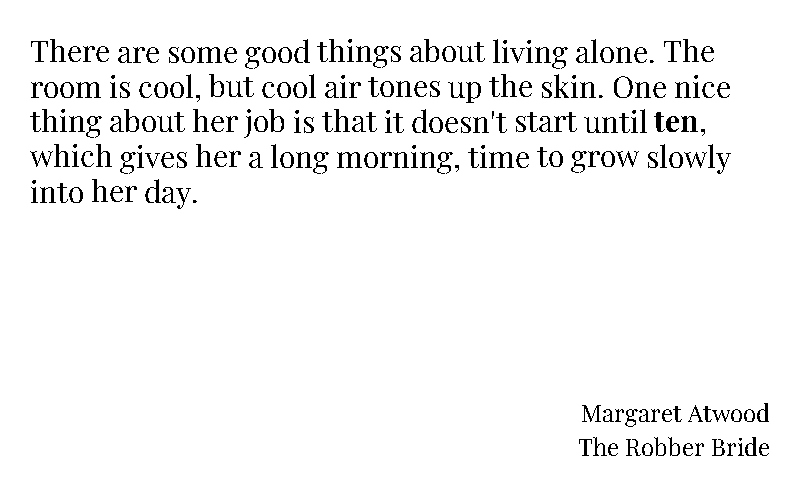 There are some good things about living alone. The
room is cool, but cool air tones up the skin. One nice
thing about her job is that it doesn't start until ten,
which gives her a long morning, time to grow slowly
into her day.
Margaret Atwood
The Robber Bride